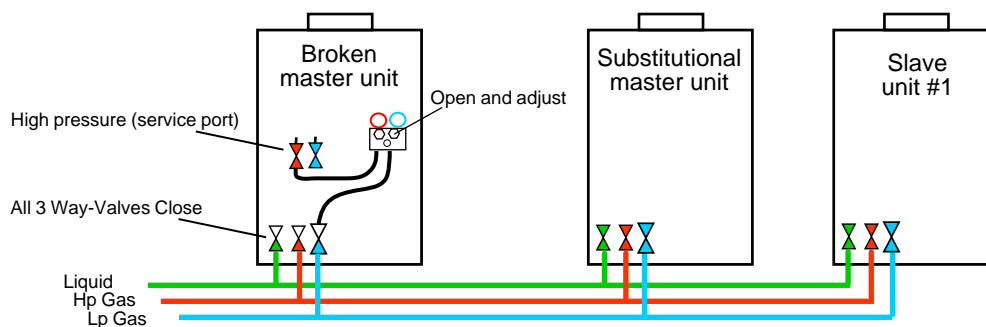 Broken
master unit
Substitutional
master unit
Slave
unit #1
Open and adjust
High pressure (service port)
All 3 Way-Valves Close
Liquid
Hp Gas
Lp Gas